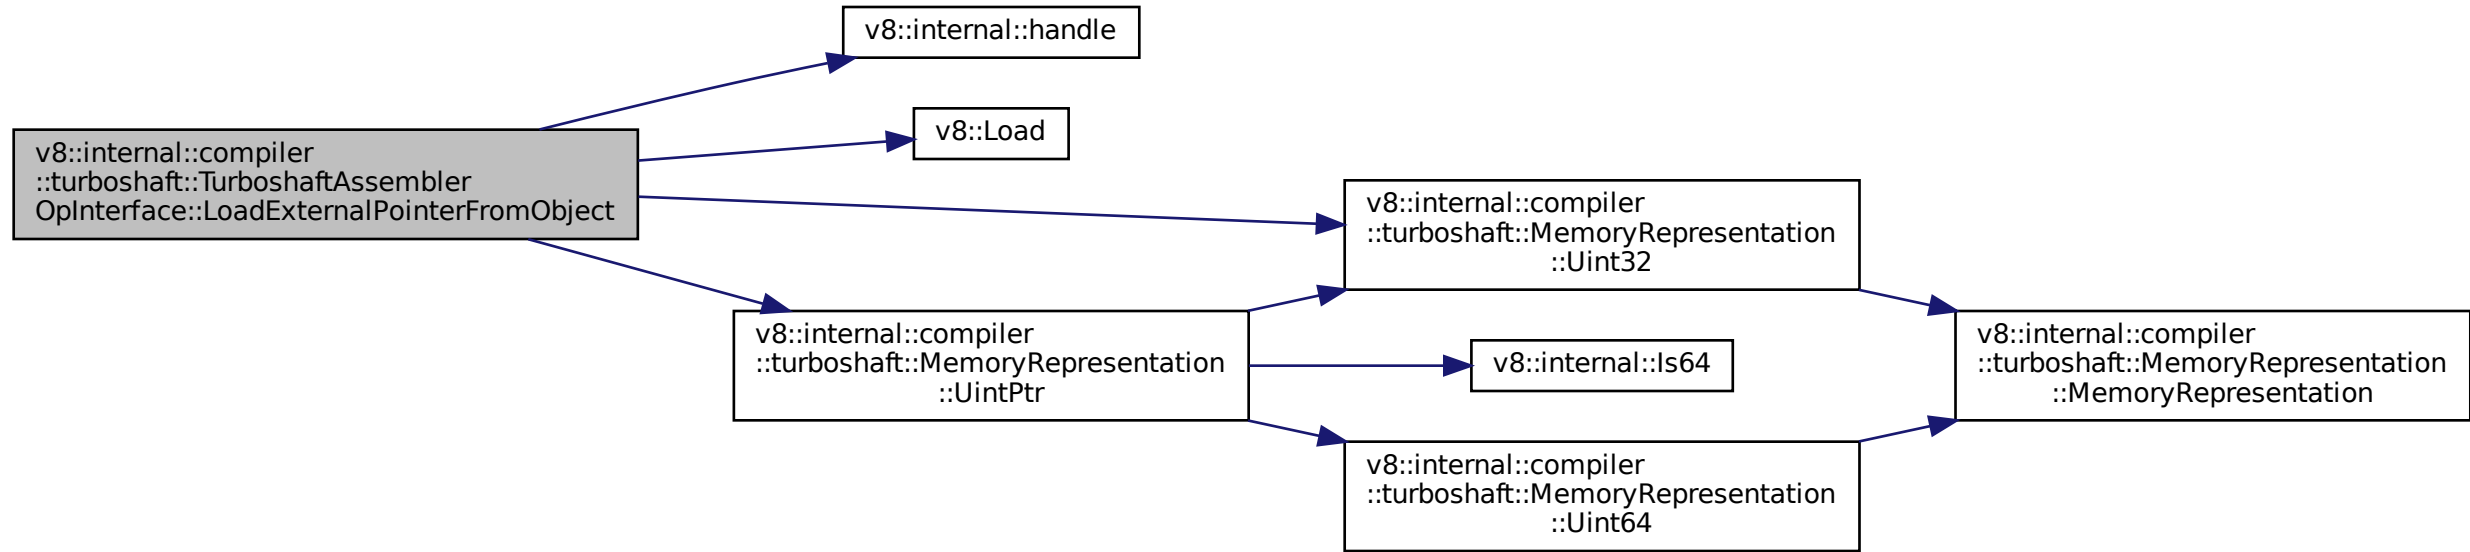 v8::internal::handle
v8::Load
v8::internal::compiler
::turboshaft::TurboshaftAssembler
OpInterface::LoadExternalPointerFromObject
v8::internal::compiler
::turboshaft::MemoryRepresentation
::Uint32
v8::internal::compiler
::turboshaft::MemoryRepresentation
::UintPtr
v8::internal::Is64
v8::internal::compiler
::turboshaft::MemoryRepresentation
::MemoryRepresentation
v8::internal::compiler
::turboshaft::MemoryRepresentation
::Uint64